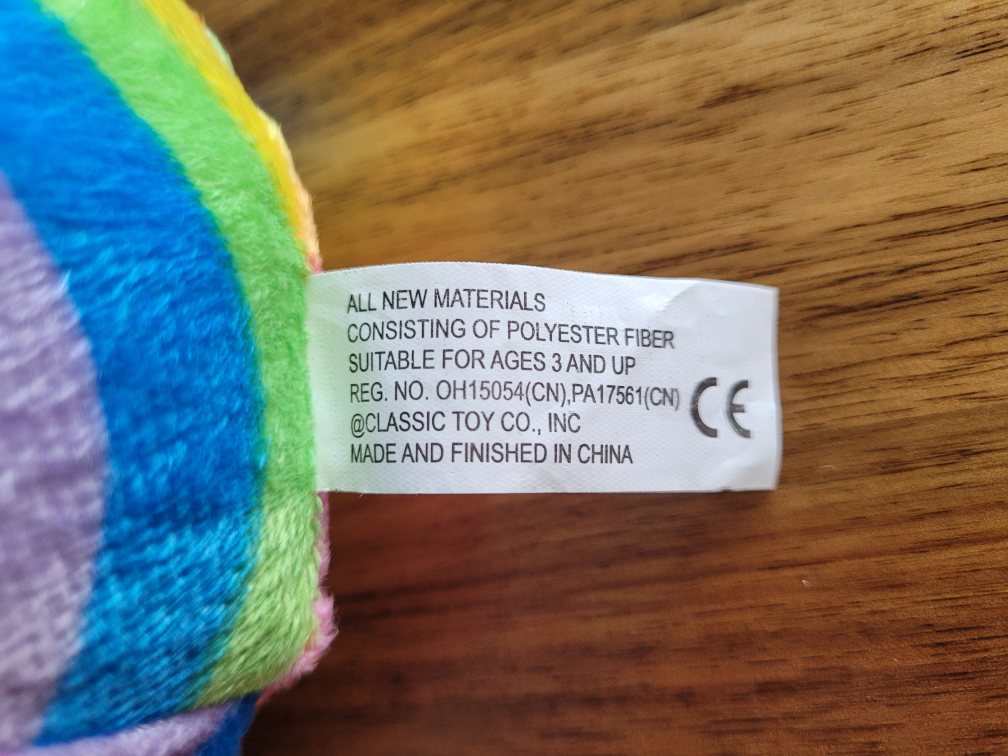 ALL NEW MATERIALS
CONSISTING OF POLYESTER FIBER
SUITABLE FOR AGES 3 AND UP
REG. NO. OH15054(CN),PA17561(CN)
@CLASSIC TOY CO., INC
MADE AND FINISHED IN CHINA
CE